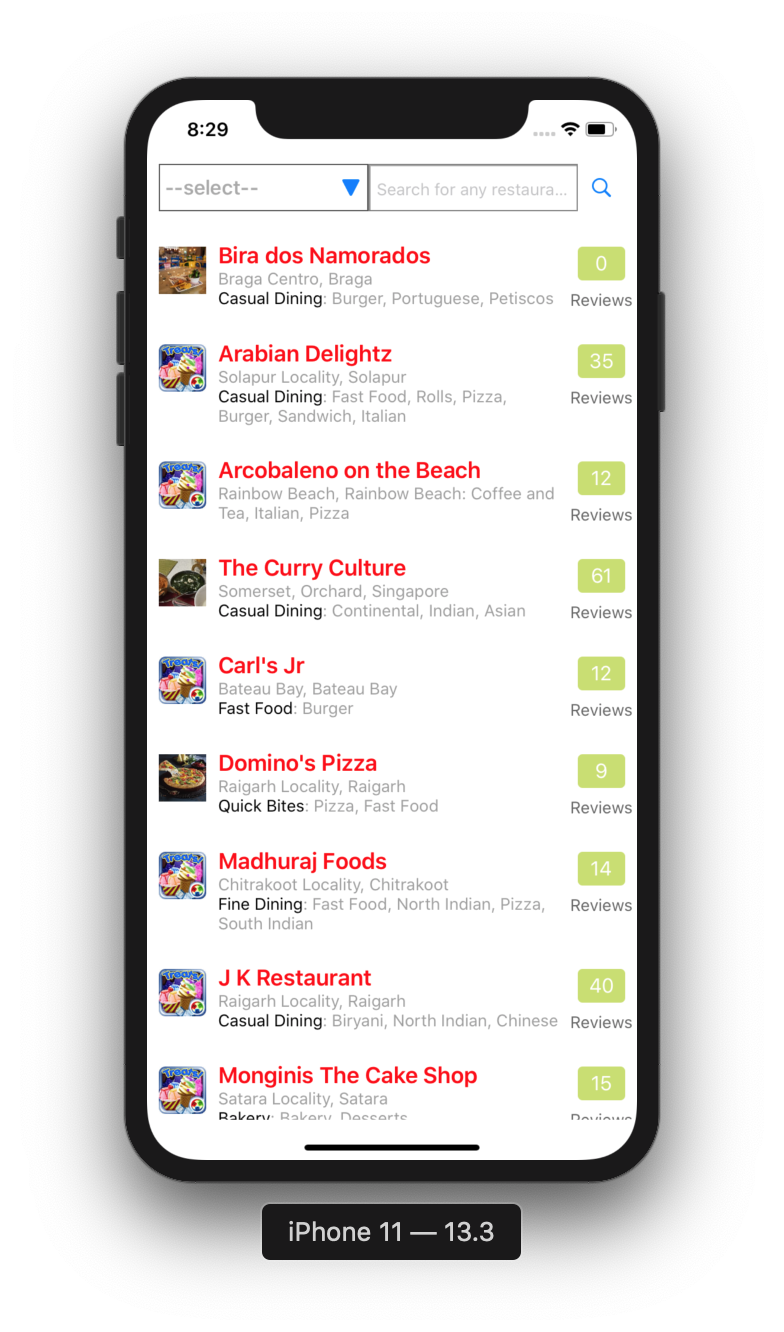 8:29
--select--
Search for any restaura...
Bira dos Namorados
0
Braga Centro, Braga
Casual Dining: Burger, Portuguese, Petiscos
Reviews
Treats!
Arabian Delightz
35
Solapur Locality, Solapur
Casual Dining: Fast Food, Rolls, Pizza,
Reviews
Burger, Sandwich, Italian
Treats!
Arcobaleno on the Beach
12
Rainbow Beach, Rainbow Beach: Coffee and
Tea, Italian, Pizza
Reviews
The Curry Culture
61
Somerset, Orchard, Singapore
Casual Dining: Continental, Indian, Asian
Reviews
Treats!
Carl's Jr
12
Bateau Bay, Bateau Bay
Fast Food: Burger
Reviews
Domino's Pizza
9
Raigarh Locality, Raigarh
Quick Bites: Pizza, Fast Food
Reviews
Treats!
Madhuraj Foods
14
Chitrakoot Locality, Chitrakoot
Fine Dining: Fast Food, North Indian, Pizza,
Reviews
South Indian
Treats!
J K Restaurant
40
Raigarh Locality, Raigarh
Casual Dining: Biryani, North Indian, Chinese
Reviews
Treats!
Monginis The Cake Shop
15
Satara Locality, Satara
Bakery: Bakery, Desserts
Reviews
iPhone 11 — 13.3